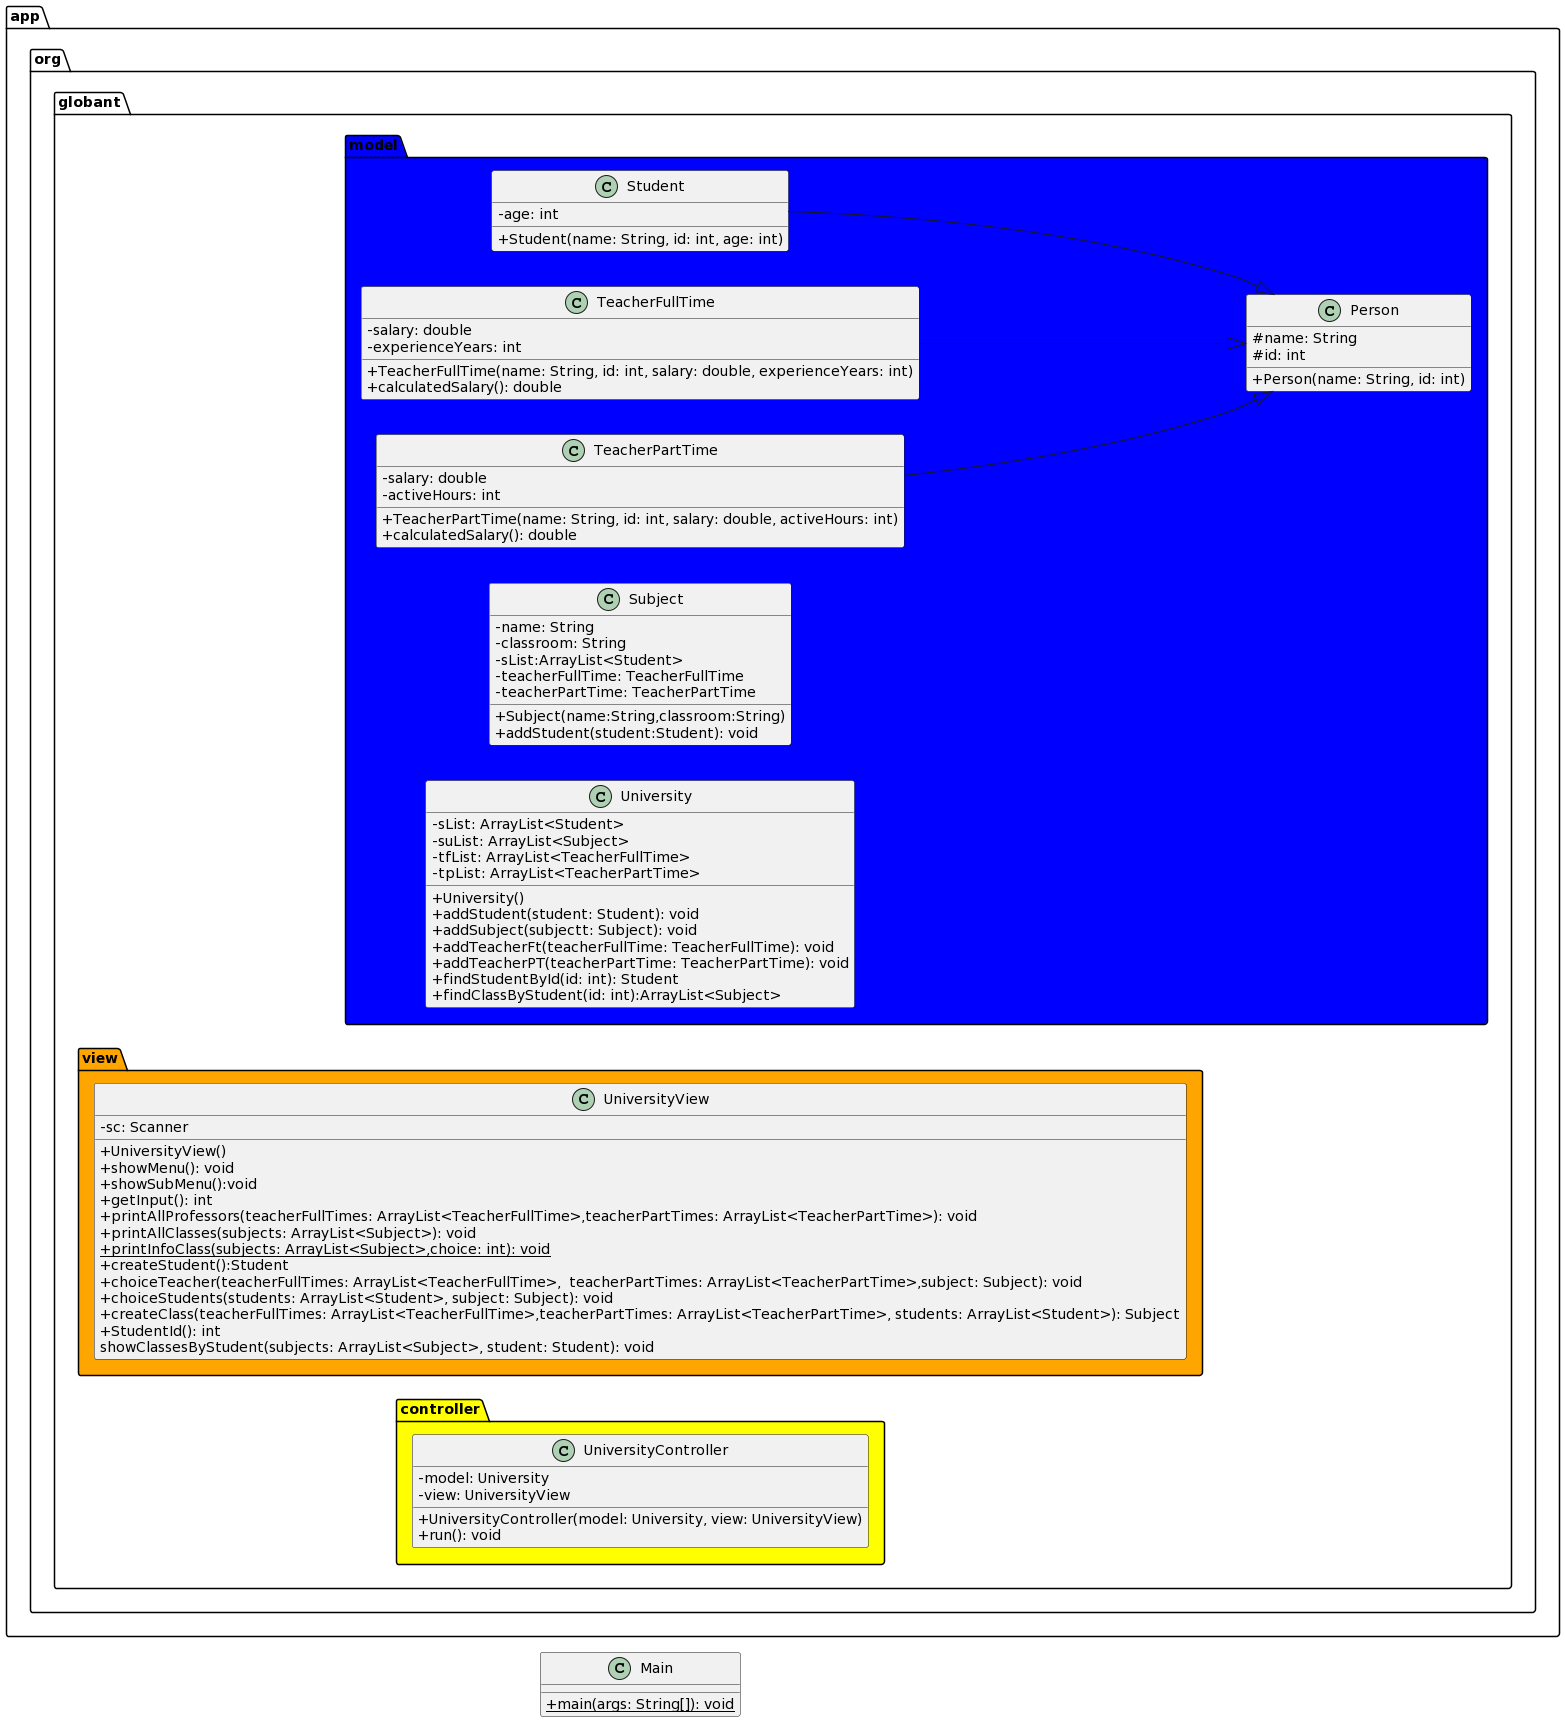 app
org
globant
model
C Student
-age: int
+Student(name: String, id: int, age: int)
C TeacherFullTime
-salary: double
-experienceYears: int
+TeacherFullTime(name: String, id: int, salary: double, experienceYears: int)
+calculatedSalary(): double
C Person
#name: String
#id: int
+Person(name: String, id: int)
C TeacherPartTime
-salary: double
-activeHours: int
+TeacherPartTime(name: String, id: int, salary: double, activeHours: int)
+calculatedSalary(): double
C Subject
-name: String
-classroom: String
-sList:ArrayList<Student>
-teacherFullTime: TeacherFullTime
-teacherPartTime: TeacherPartTime
+Subject(name:String,classroom:String)
+addStudent(student:Student): void
C University
-sList: ArrayList<Student>
-suList: ArrayList<Subject>
-tfList: ArrayList<TeacherFullTime>
-tpList: ArrayList<TeacherPartTime>
+University()
+addStudent(student: Student): void
+addSubject(subjectt: Subject): void
+addTeacherFt(teacherFullTime: TeacherFullTime): void
+addTeacherPT(teacherPartTime: TeacherPartTime): void
+findStudentById(id: int): Student
+findClassByStudent(id: int):ArrayList<Subject>
view
C UniversityView
-sc: Scanner
+UniversityView()
+showMenu(): void
+showSubMenu():void
+getInput(): int
+printAllProfessors(teacherFullTimes: ArrayList<TeacherFullTime>,teacherPartTimes: ArrayList<TeacherPartTime>): void
+printAllClasses(subjects: ArrayList<Subject>): void
+printInfoClass(subjects: ArrayList<Subject>,choice: int): void
+createStudent():Student
+choiceTeacher(teacherFullTimes: ArrayList<TeacherFullTime>,  teacherPartTimes: ArrayList<TeacherPartTime>,subject: Subject): void
+choiceStudents(students: ArrayList<Student>, subject: Subject): void
+createClass(teacherFullTimes: ArrayList<TeacherFullTime>,teacherPartTimes: ArrayList<TeacherPartTime>, students: ArrayList<Student>): Subject
+StudentId(): int
showClassesByStudent(subjects: ArrayList<Subject>, student: Student): void
controller
C UniversityController
-model: University
-view: UniversityView
+UniversityController(model: University, view: UniversityView)
+run(): void
C Main
+main(args: String[]): void